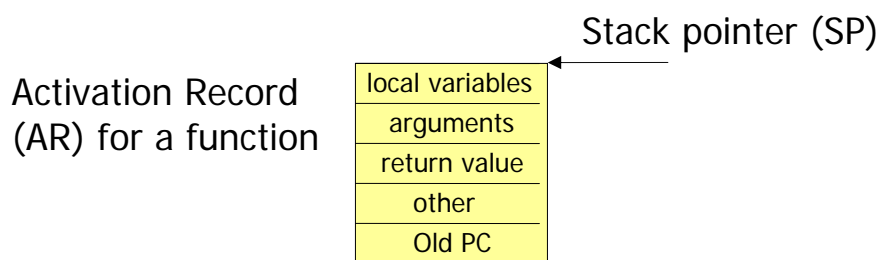 Stack pointer (SP)
Activation Record
(AR) for a function
local variables
arguments
return value
other
Old PC